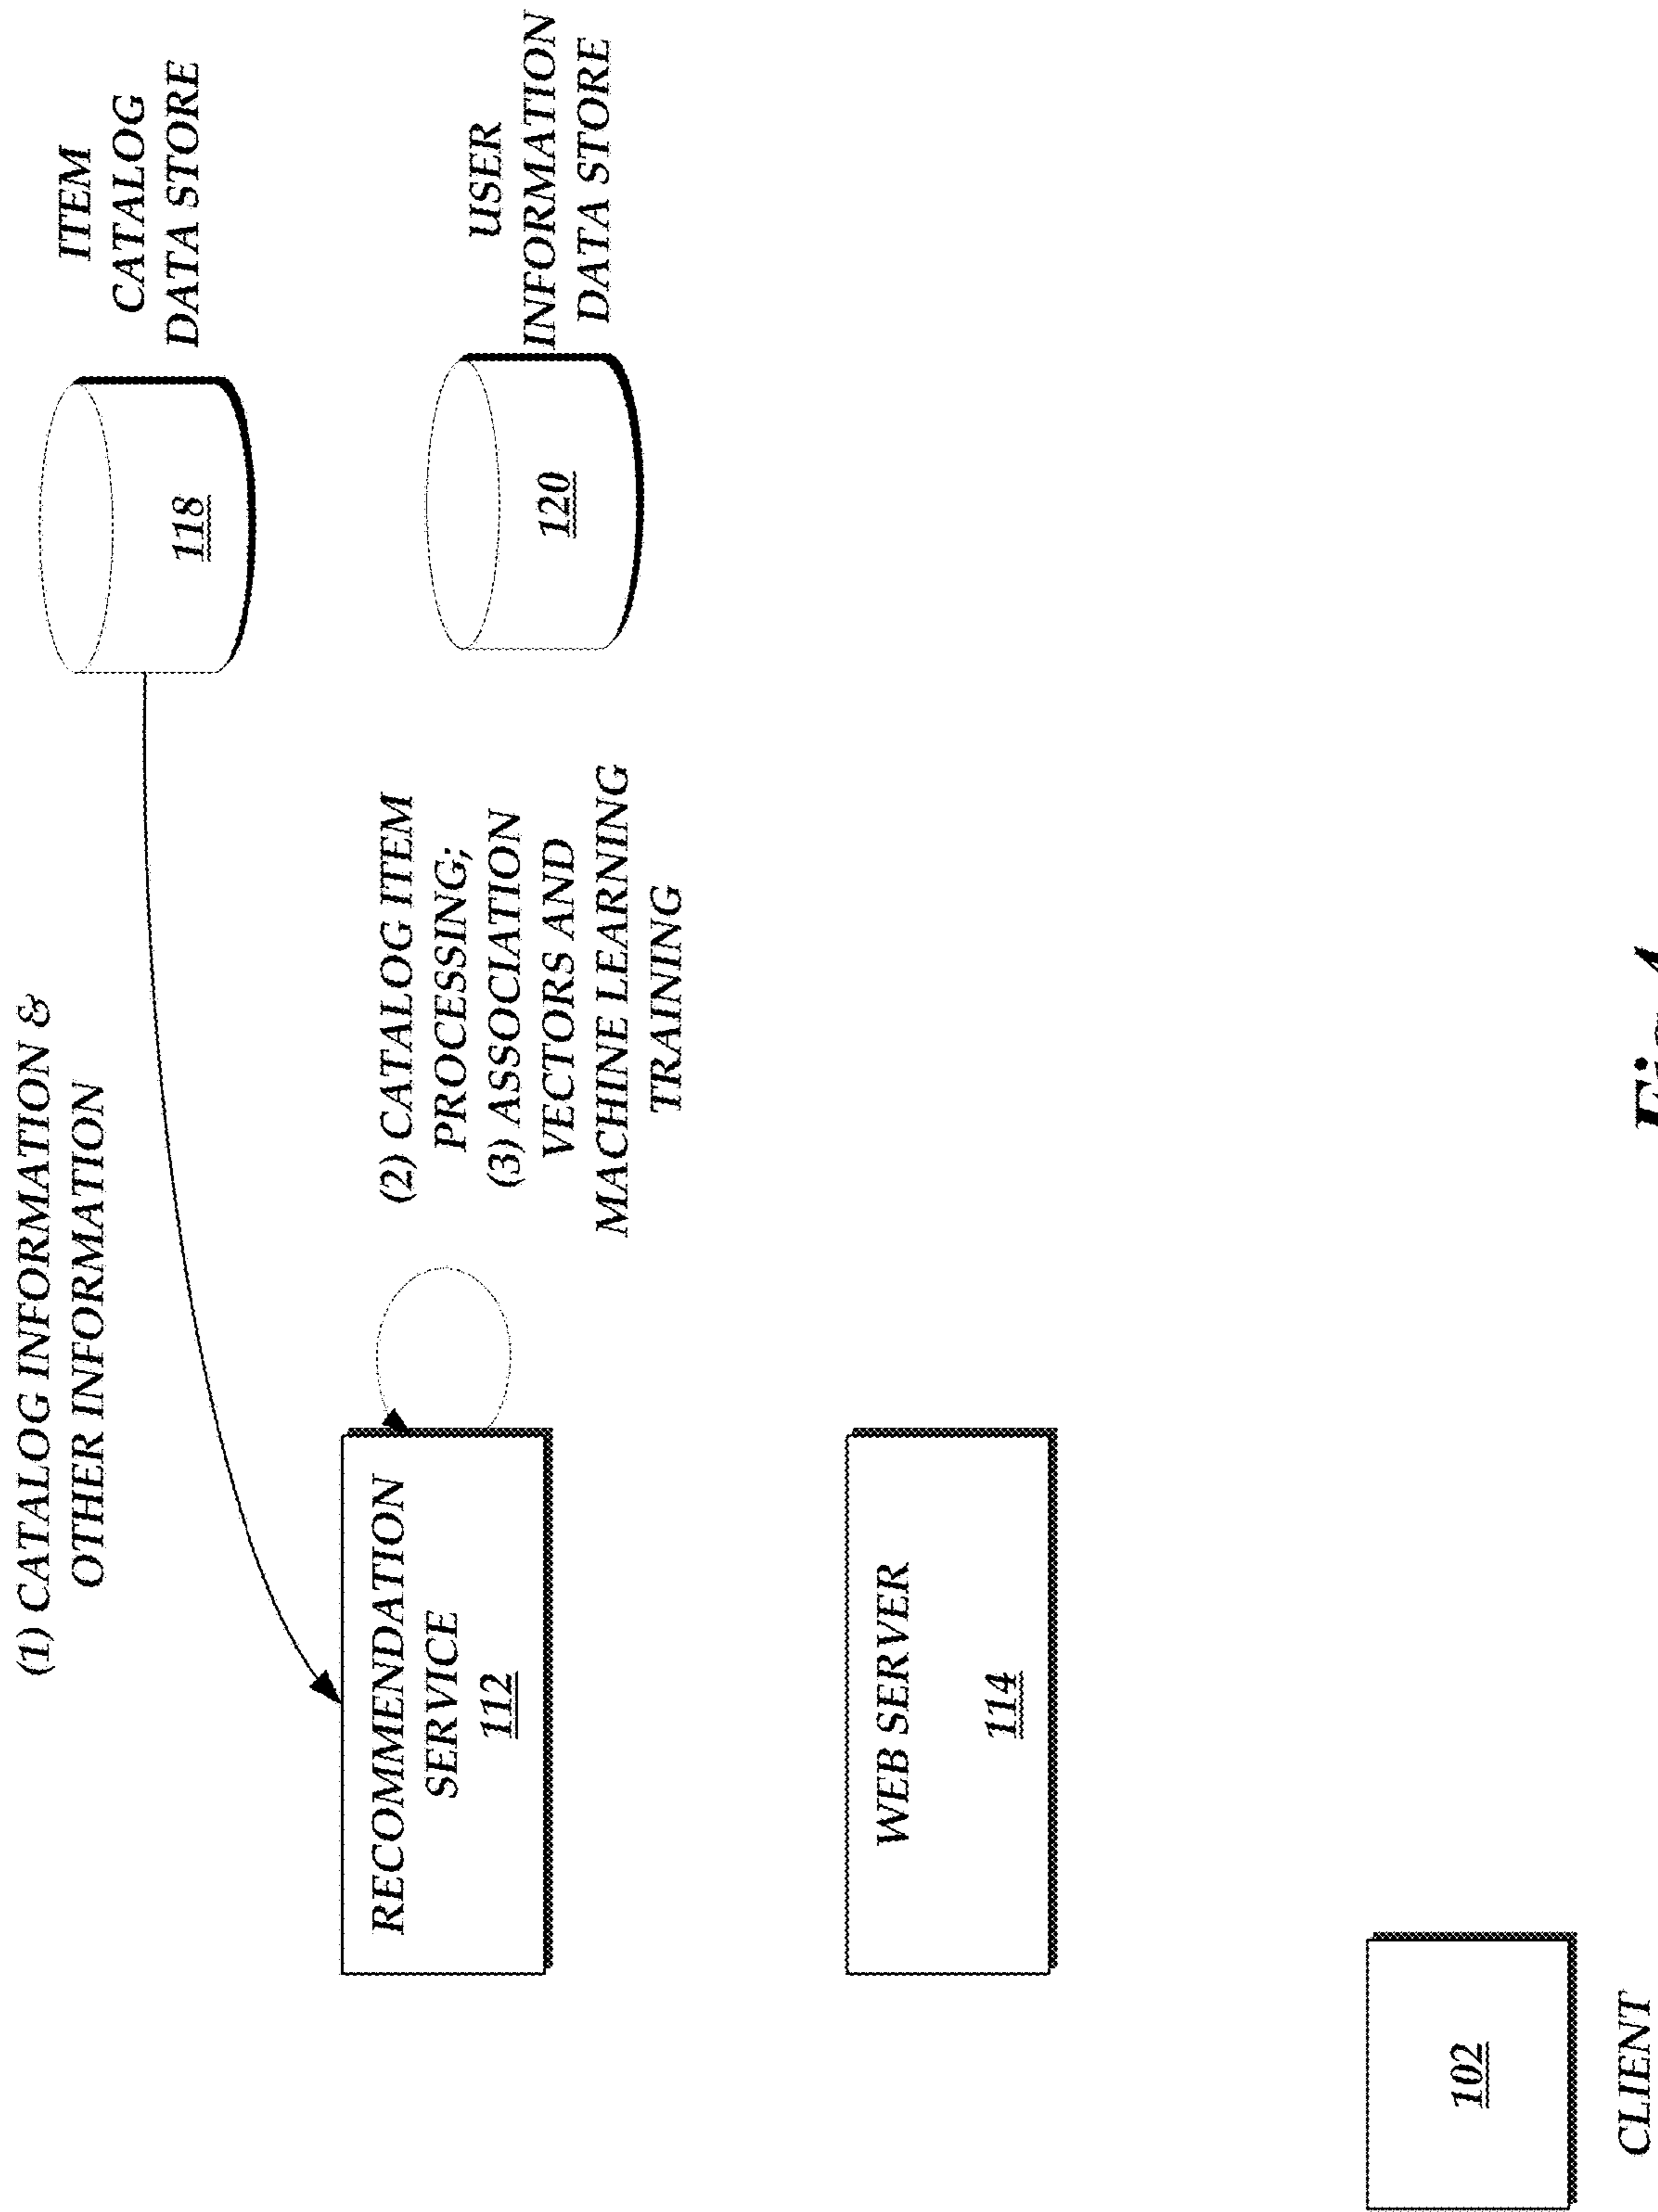 (1) CATALOG INFORMATION &
OTHER INFORMATION
ITEM
CATALOG
DATA STORE
118
RECOMMENDATION
SERVICE
112
(2) CATALOG ITEM
PROCESSING;
(3) ASSOCIATION
VECTORS AND
MACHINE LEARNING
TRAINING
USER
INFORMATION
DATA STORE
120
WEB SERVER
114
102
CLIENT